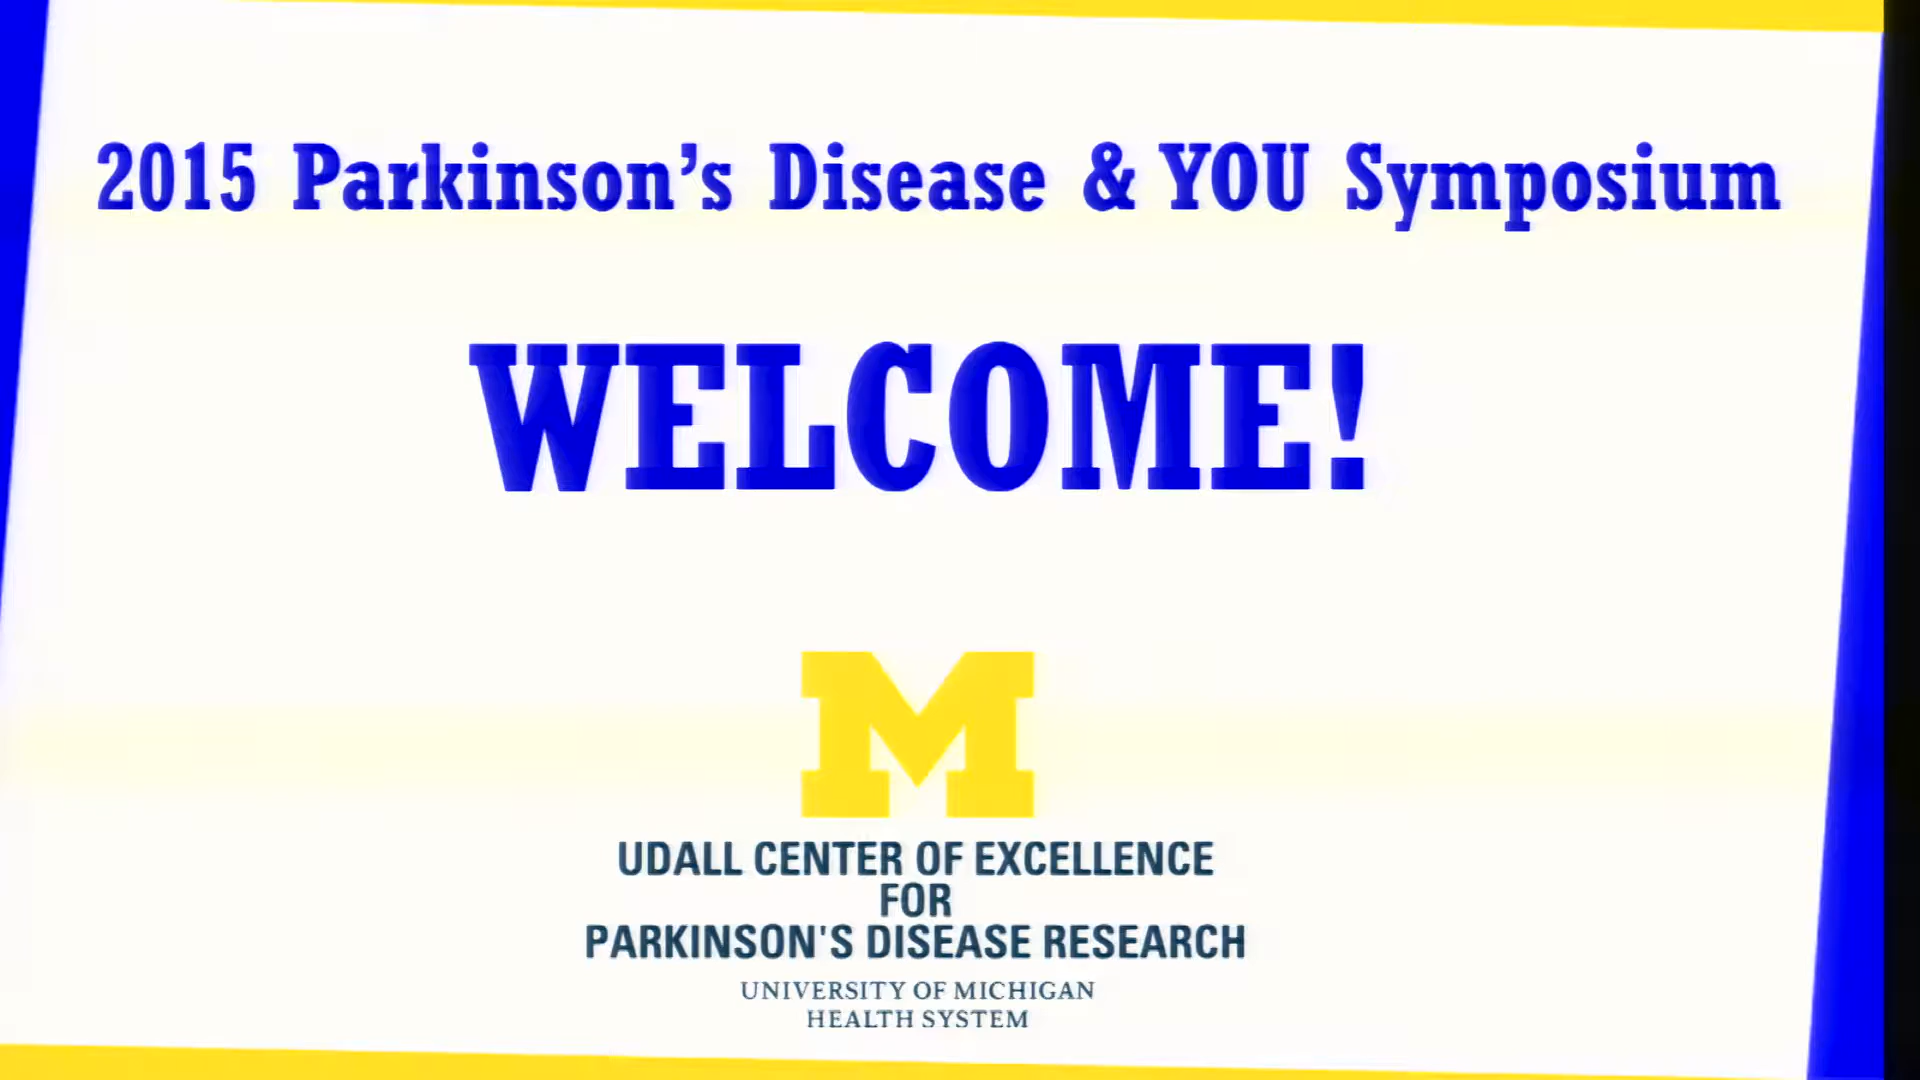 2015 Parkinson’s Disease & YOU Symposium
WELCOME!
M
UDALL CENTER OF EXCELLENCE
FOR
PARKINSON'S DISEASE RESEARCH
UNIVERSITY OF MICHIGAN
HEALTH SYSTEM